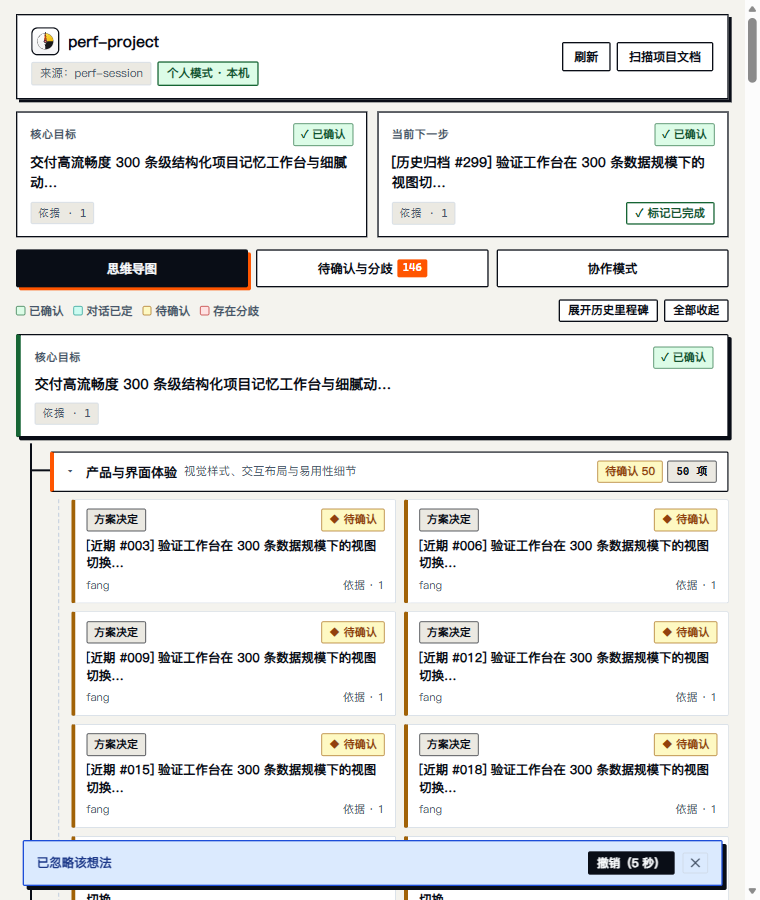 perf-project
来源：perf-session
个人模式 · 本机
刷新
扫描项目文档
核心目标
✓ 已确认
交付高流畅度 300 条级结构化项目记忆工作台与细腻
动…
依据 · 1
当前下一步
✓ 已确认
[历史归档 #299] 验证工作台在 300 条数据规模下的
视图切…
依据 · 1
✓ 标记已完成
思维导图
待确认与分歧 146
协作模式
已确认
对话已定
待确认
存在分歧
展开历史里程碑
全部收起
核心目标
✓ 已确认
交付高流畅度 300 条级结构化项目记忆工作台与细腻动…
依据 · 1
产品与界面体验
视觉样式、交互布局与易用性细节
待确认 50
50 项
方案决定
◆ 待确认
[近期 #003] 验证工作台在 300 条数据规模下的视图
切换…
fang
依据 · 1
方案决定
◆ 待确认
[近期 #006] 验证工作台在 300 条数据规模下的视图
切换…
fang
依据 · 1
方案决定
◆ 待确认
[近期 #009] 验证工作台在 300 条数据规模下的视图
切换…
fang
依据 · 1
方案决定
◆ 待确认
[近期 #012] 验证工作台在 300 条数据规模下的视图
切换…
fang
依据 · 1
方案决定
◆ 待确认
[近期 #015] 验证工作台在 300 条数据规模下的视图
切换…
fang
依据 · 1
方案决定
◆ 待确认
[近期 #018] 验证工作台在 300 条数据规模下的视图
切换…
fang
依据 · 1
已忽略该想法
撤销（5 秒）
切换…
切换…